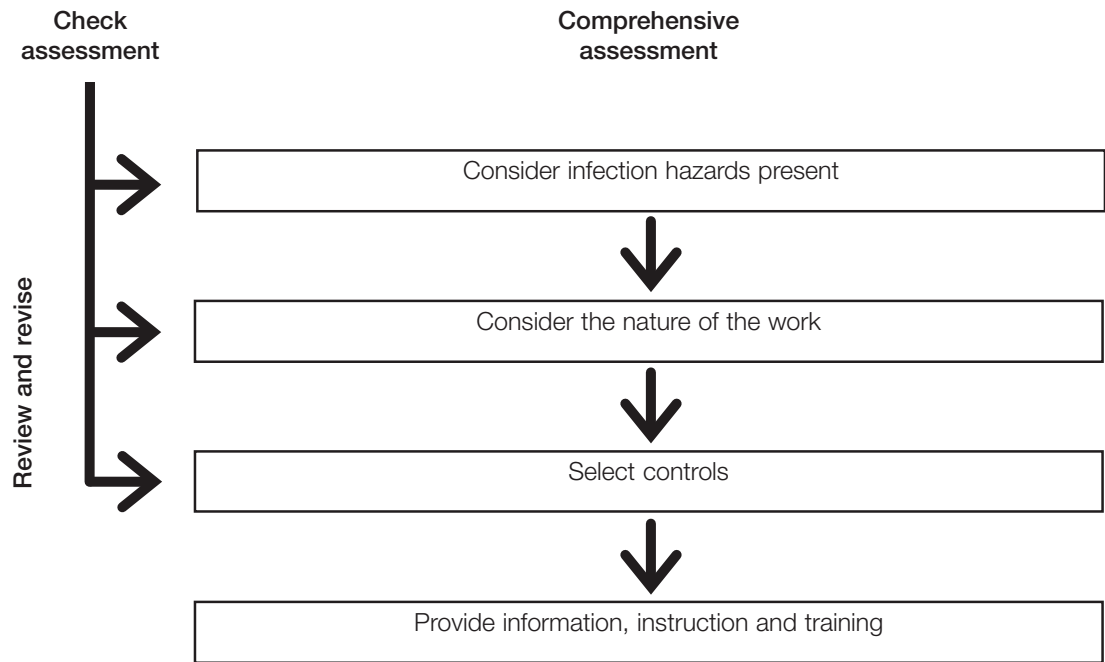 Check
assessment
Comprehensive
assessment
Consider infection hazards present
Consider the nature of the work
Review and revise
Select controls
Provide information, instruction and training